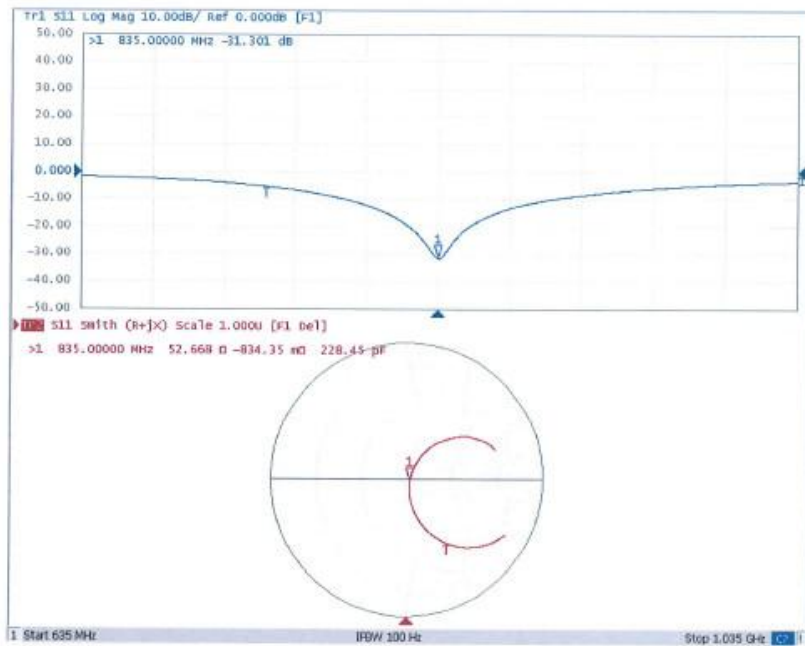 Tr1 S11 Log Mag 10.00dB/ Ref 0.000dB [F1]
50.00
>1 835.00000 MHz -31.301 dB
40.00
30.00
20.00
10.00
0.000
-10.00
-20.00
1
-30.00
-40.00
-50.00
S11 Smith (R+jX) Scale 1.000U [F1 Del]
>1 835.00000 MHz 52.668 Ω -834.35 mΩ 228.45 pF
1
1 Start 635 MHz IFBW 100 Hz Stop 1.035 GHz